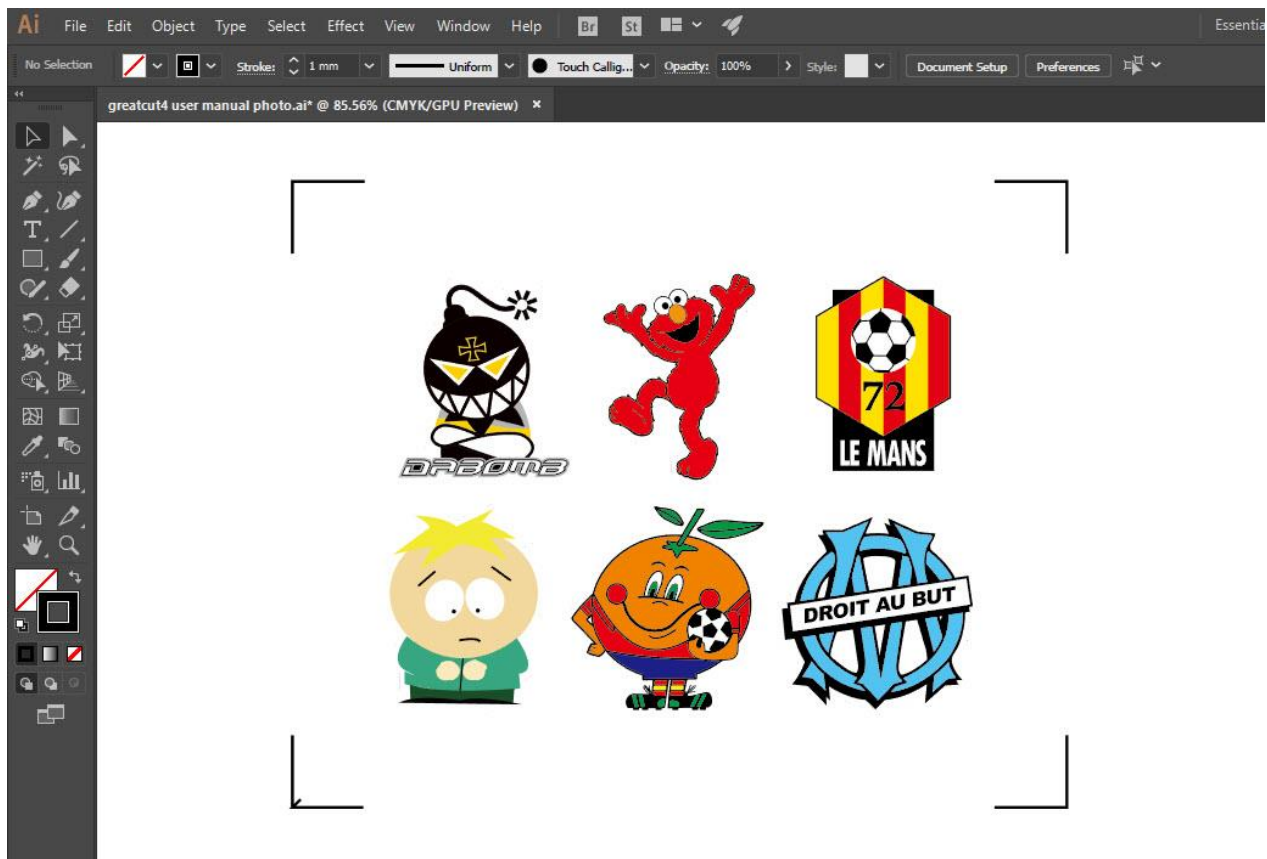 Ai File Edit Object Type Select Effect View Window Help Br St Essentia
No Selection Stroke: 1 mm Uniform Touch Callig... Opacity: 100% Style: Document Setup Preferences
greatcut4 user manual photo.ai* @ 85.56% (CMYK/GPU Preview) ×
72
DABOMB
LE MANS
DROIT AU BUT